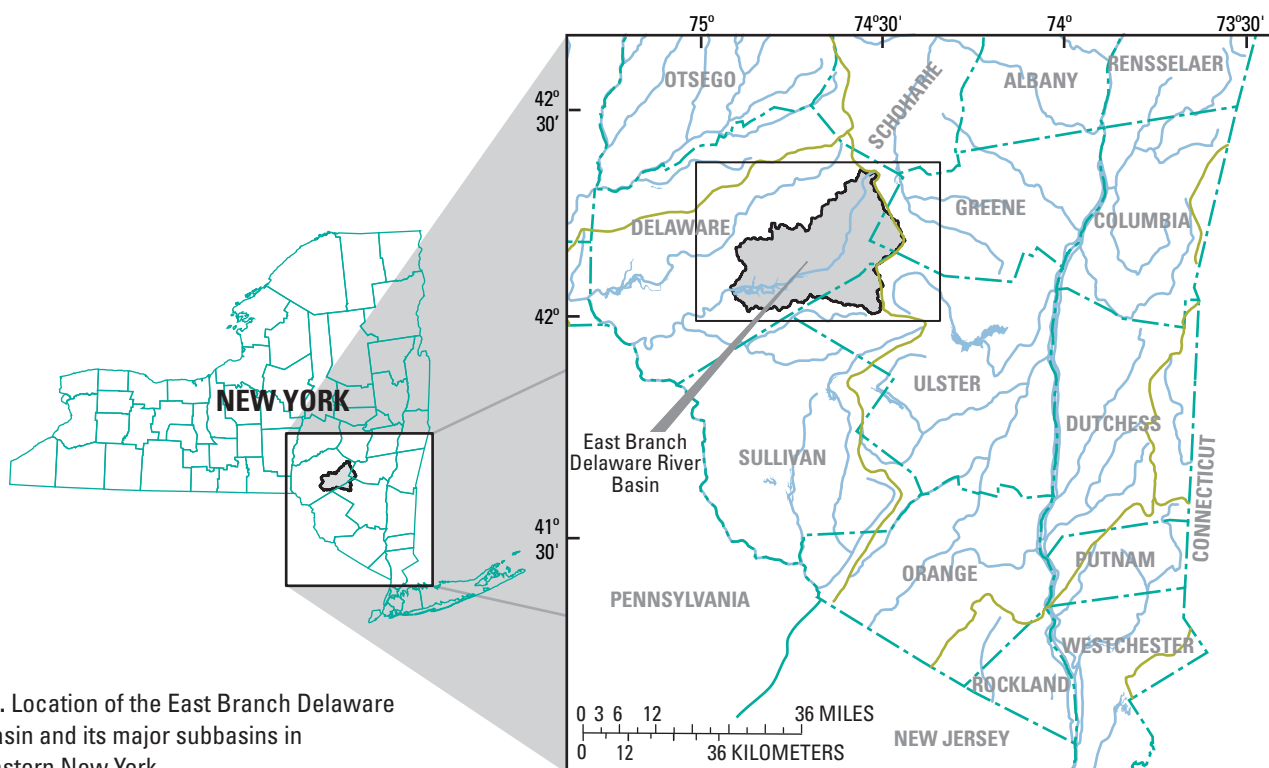 75°
74°30'
74°
73°30'
42°
30'
42°
41°
30'
OTSEGO
SCHOHARIE
ALBANY
RENSSELAER
DELAWARE
GREENE
COLUMBIA
NEW YORK
ULSTER
DUTCHESS
East Branch
Delaware River
Basin
SULLIVAN
CONNECTICUT
ORANGE
PUTNAM
PENNSYLVANIA
WESTCHESTER
ROCKLAND
NEW JERSEY
0 3 6 12 36 MILES
0 12 36 KILOMETERS
. Location of the East Branch Delaware
asin and its major subbasins in
astern New York